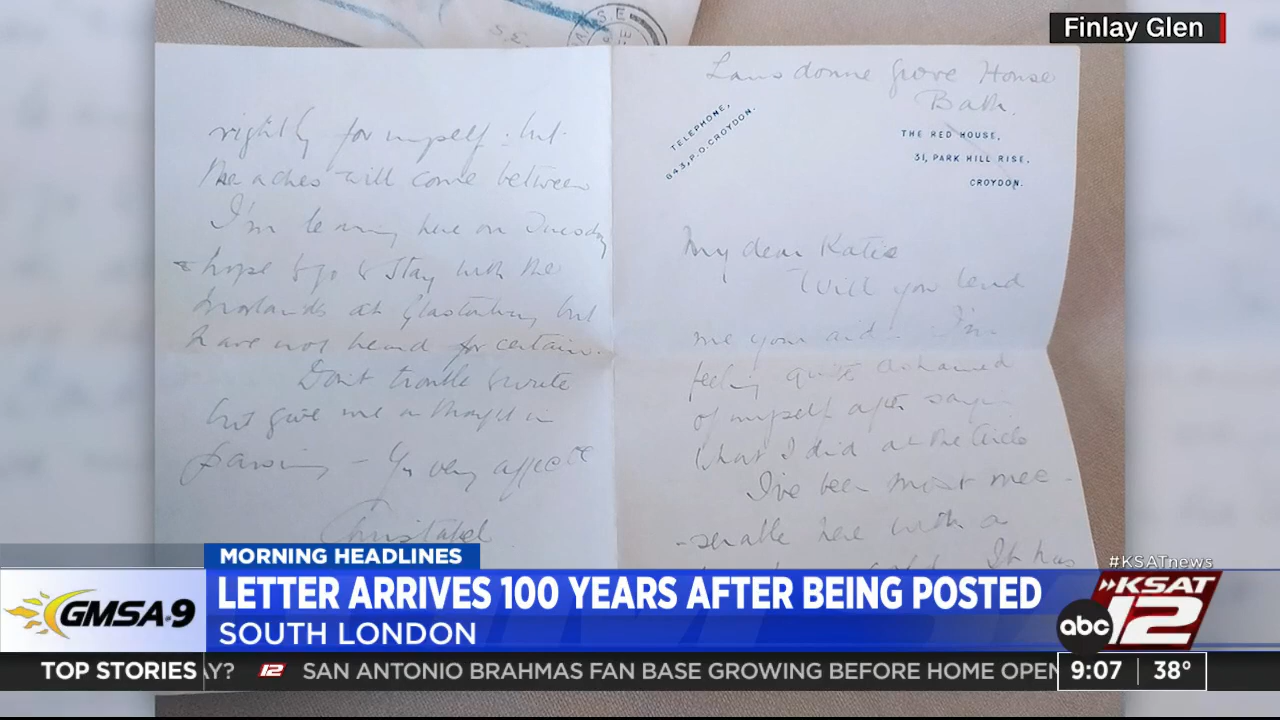 Finlay Glen
rightly for myself - but
the aches will come between
I'm leaving here on Tuesday
& hope to go & stay with the
at Glastonbury but
have not heard for certain.
Don't trouble to write
but give me a thought in
passing - Yr very affecte
Christabel
Lansdowne Grove House
Bath.
TELEPHONE,
643, P.O. CROYDON.
THE RED HOUSE,
31, PARK HILL RISE,
CROYDON.
My dear Katie
Will you lend
me your aid - I'm
feeling quite ashamed
of myself after saying
what I did at the circle
I've been most mee-
-serable here with a
cold. It has
MORNING HEADLINES
#KSATnews
GMSA@9
LETTER ARRIVES 100 YEARS AFTER BEING POSTED
SOUTH LONDON
KSAT
abc 12
TOP STORIES
AY? 12 SAN ANTONIO BRAHMAS FAN BASE GROWING BEFORE HOME OPEN
9:07 38°